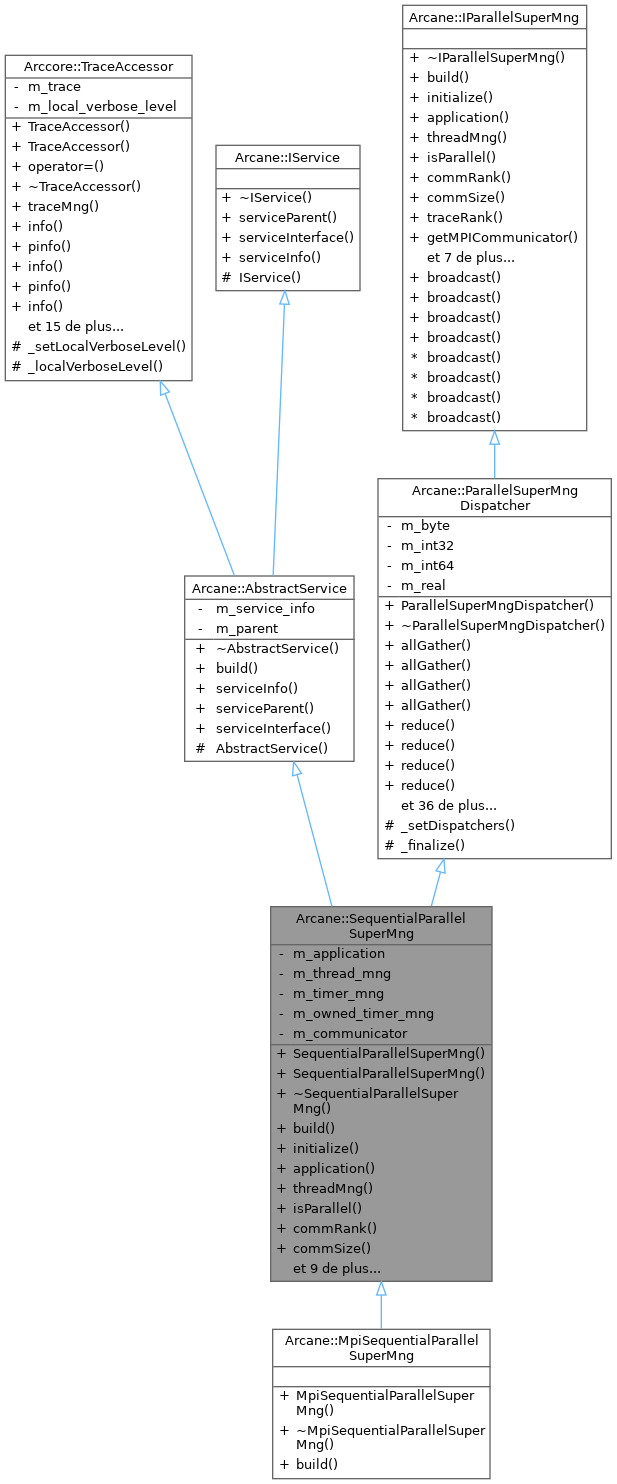 Arcane::IParallelSuperMng
+ ~IParallelSuperMng()
+ build()
+ initialize()
+ application()
+ threadMng()
+ isParallel()
+ commRank()
+ commSize()
+ traceRank()
+ getMPICommunicator()
et 7 de plus...
+ broadcast()
+ broadcast()
+ broadcast()
+ broadcast()
* broadcast()
* broadcast()
* broadcast()
* broadcast()
Arccore::TraceAccessor
- m_trace
- m_local_verbose_level
+ TraceAccessor()
+ TraceAccessor()
+ operator=()
+ ~TraceAccessor()
+ traceMng()
+ info()
+ pinfo()
+ info()
+ pinfo()
+ info()
et 15 de plus...
# _setLocalVerboseLevel()
# _localVerboseLevel()
Arcane::IService
+ ~IService()
+ serviceParent()
+ serviceInterface()
+ serviceInfo()
# IService()
Arcane::ParallelSuperMng
Dispatcher
- m_byte
- m_int32
- m_int64
- m_real
+ ParallelSuperMngDispatcher()
+ ~ParallelSuperMngDispatcher()
+ allGather()
+ allGather()
+ allGather()
+ allGather()
+ reduce()
+ reduce()
+ reduce()
+ reduce()
et 36 de plus...
# _setDispatchers()
# _finalize()
Arcane::AbstractService
- m_service_info
- m_parent
+ ~AbstractService()
+ build()
+ serviceInfo()
+ serviceParent()
+ serviceInterface()
# AbstractService()
Arcane::SequentialParallel
SuperMng
- m_application
- m_thread_mng
- m_timer_mng
- m_owned_timer_mng
- m_communicator
+ SequentialParallelSuperMng()
+ SequentialParallelSuperMng()
+ ~SequentialParallelSuper
Mng()
+ build()
+ initialize()
+ application()
+ threadMng()
+ isParallel()
+ commRank()
+ commSize()
et 9 de plus...
Arcane::MpiSequentialParallel
SuperMng
+ MpiSequentialParallelSuper
Mng()
+ ~MpiSequentialParallelSuper
Mng()
+ build()